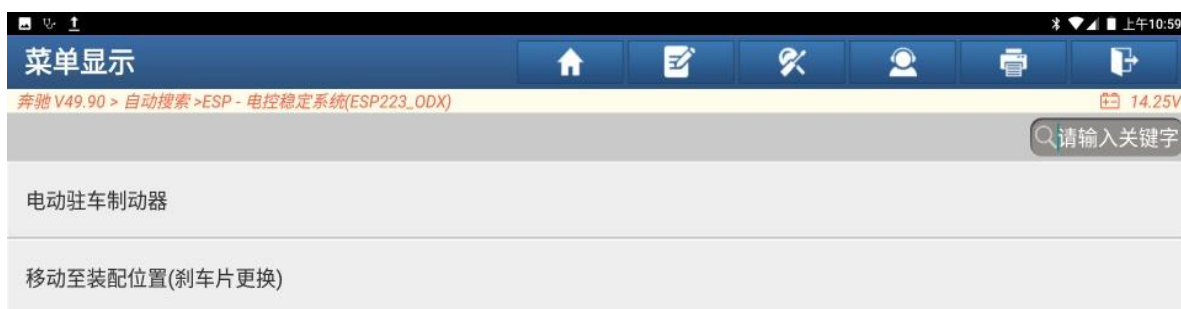 上午10:59
菜单显示
奔驰 V49.90 > 自动搜索 >ESP - 电控稳定系统(ESP223_ODX)
14.25V
请输入关键字
电动驻车制动器
移动至装配位置(刹车片更换)